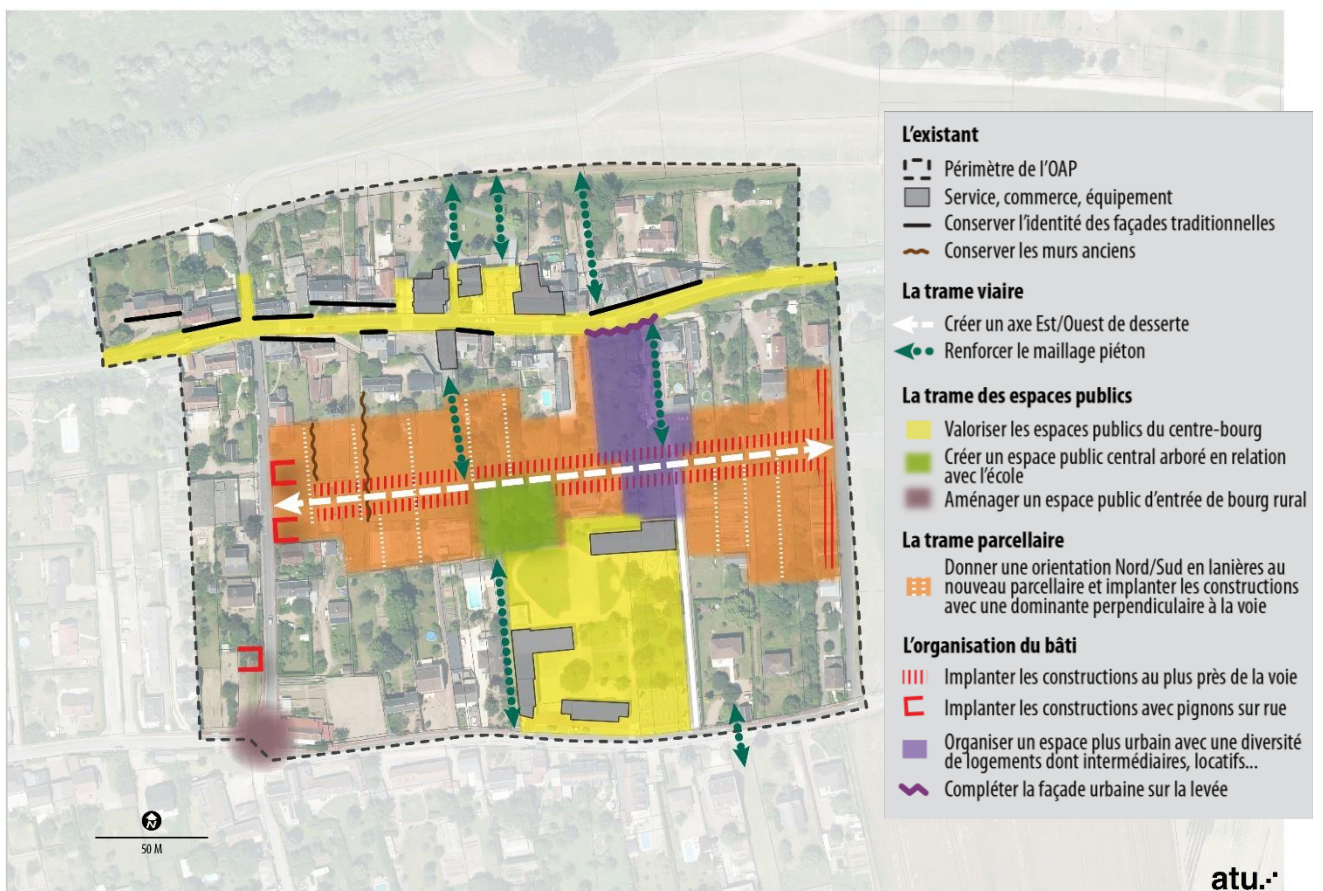 L'existant
Périmètre de l'OAP
Service, commerce, équipement
Conserver l'identité des façades traditionnelles
Conserver les murs anciens
La trame viaire
Créer un axe Est/Ouest de desserte
Renforcer le maillage piéton
La trame des espaces publics
Valoriser les espaces publics du centre-bourg
Créer un espace public central arboré en relation
avec l'école
Aménager un espace public d'entrée de bourg rural
La trame parcellaire
Donner une orientation Nord/Sud en lanières au
nouveau parcellaire et implanter les constructions
avec une dominante perpendiculaire à la voie
L'organisation du bâti
Implanter les constructions au plus près de la voie
Implanter les constructions avec pignons sur rue
Organiser un espace plus urbain avec une diversité
de logements dont intermédiaires, locatifs...
Compléter la façade urbaine sur la levée
N
50 M
atu.